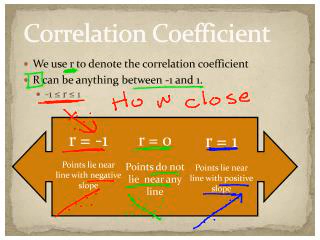 Correlation Coefficient
We use r to denote the correlation coefficient
R can be anything between -1 and 1.
-1 ≤ r ≤ 1
How close
r = -1
Points lie near
line with negative
slope
r = 0
Points do not
lie near any
line
r = 1
Points lie near
line with positive
slope